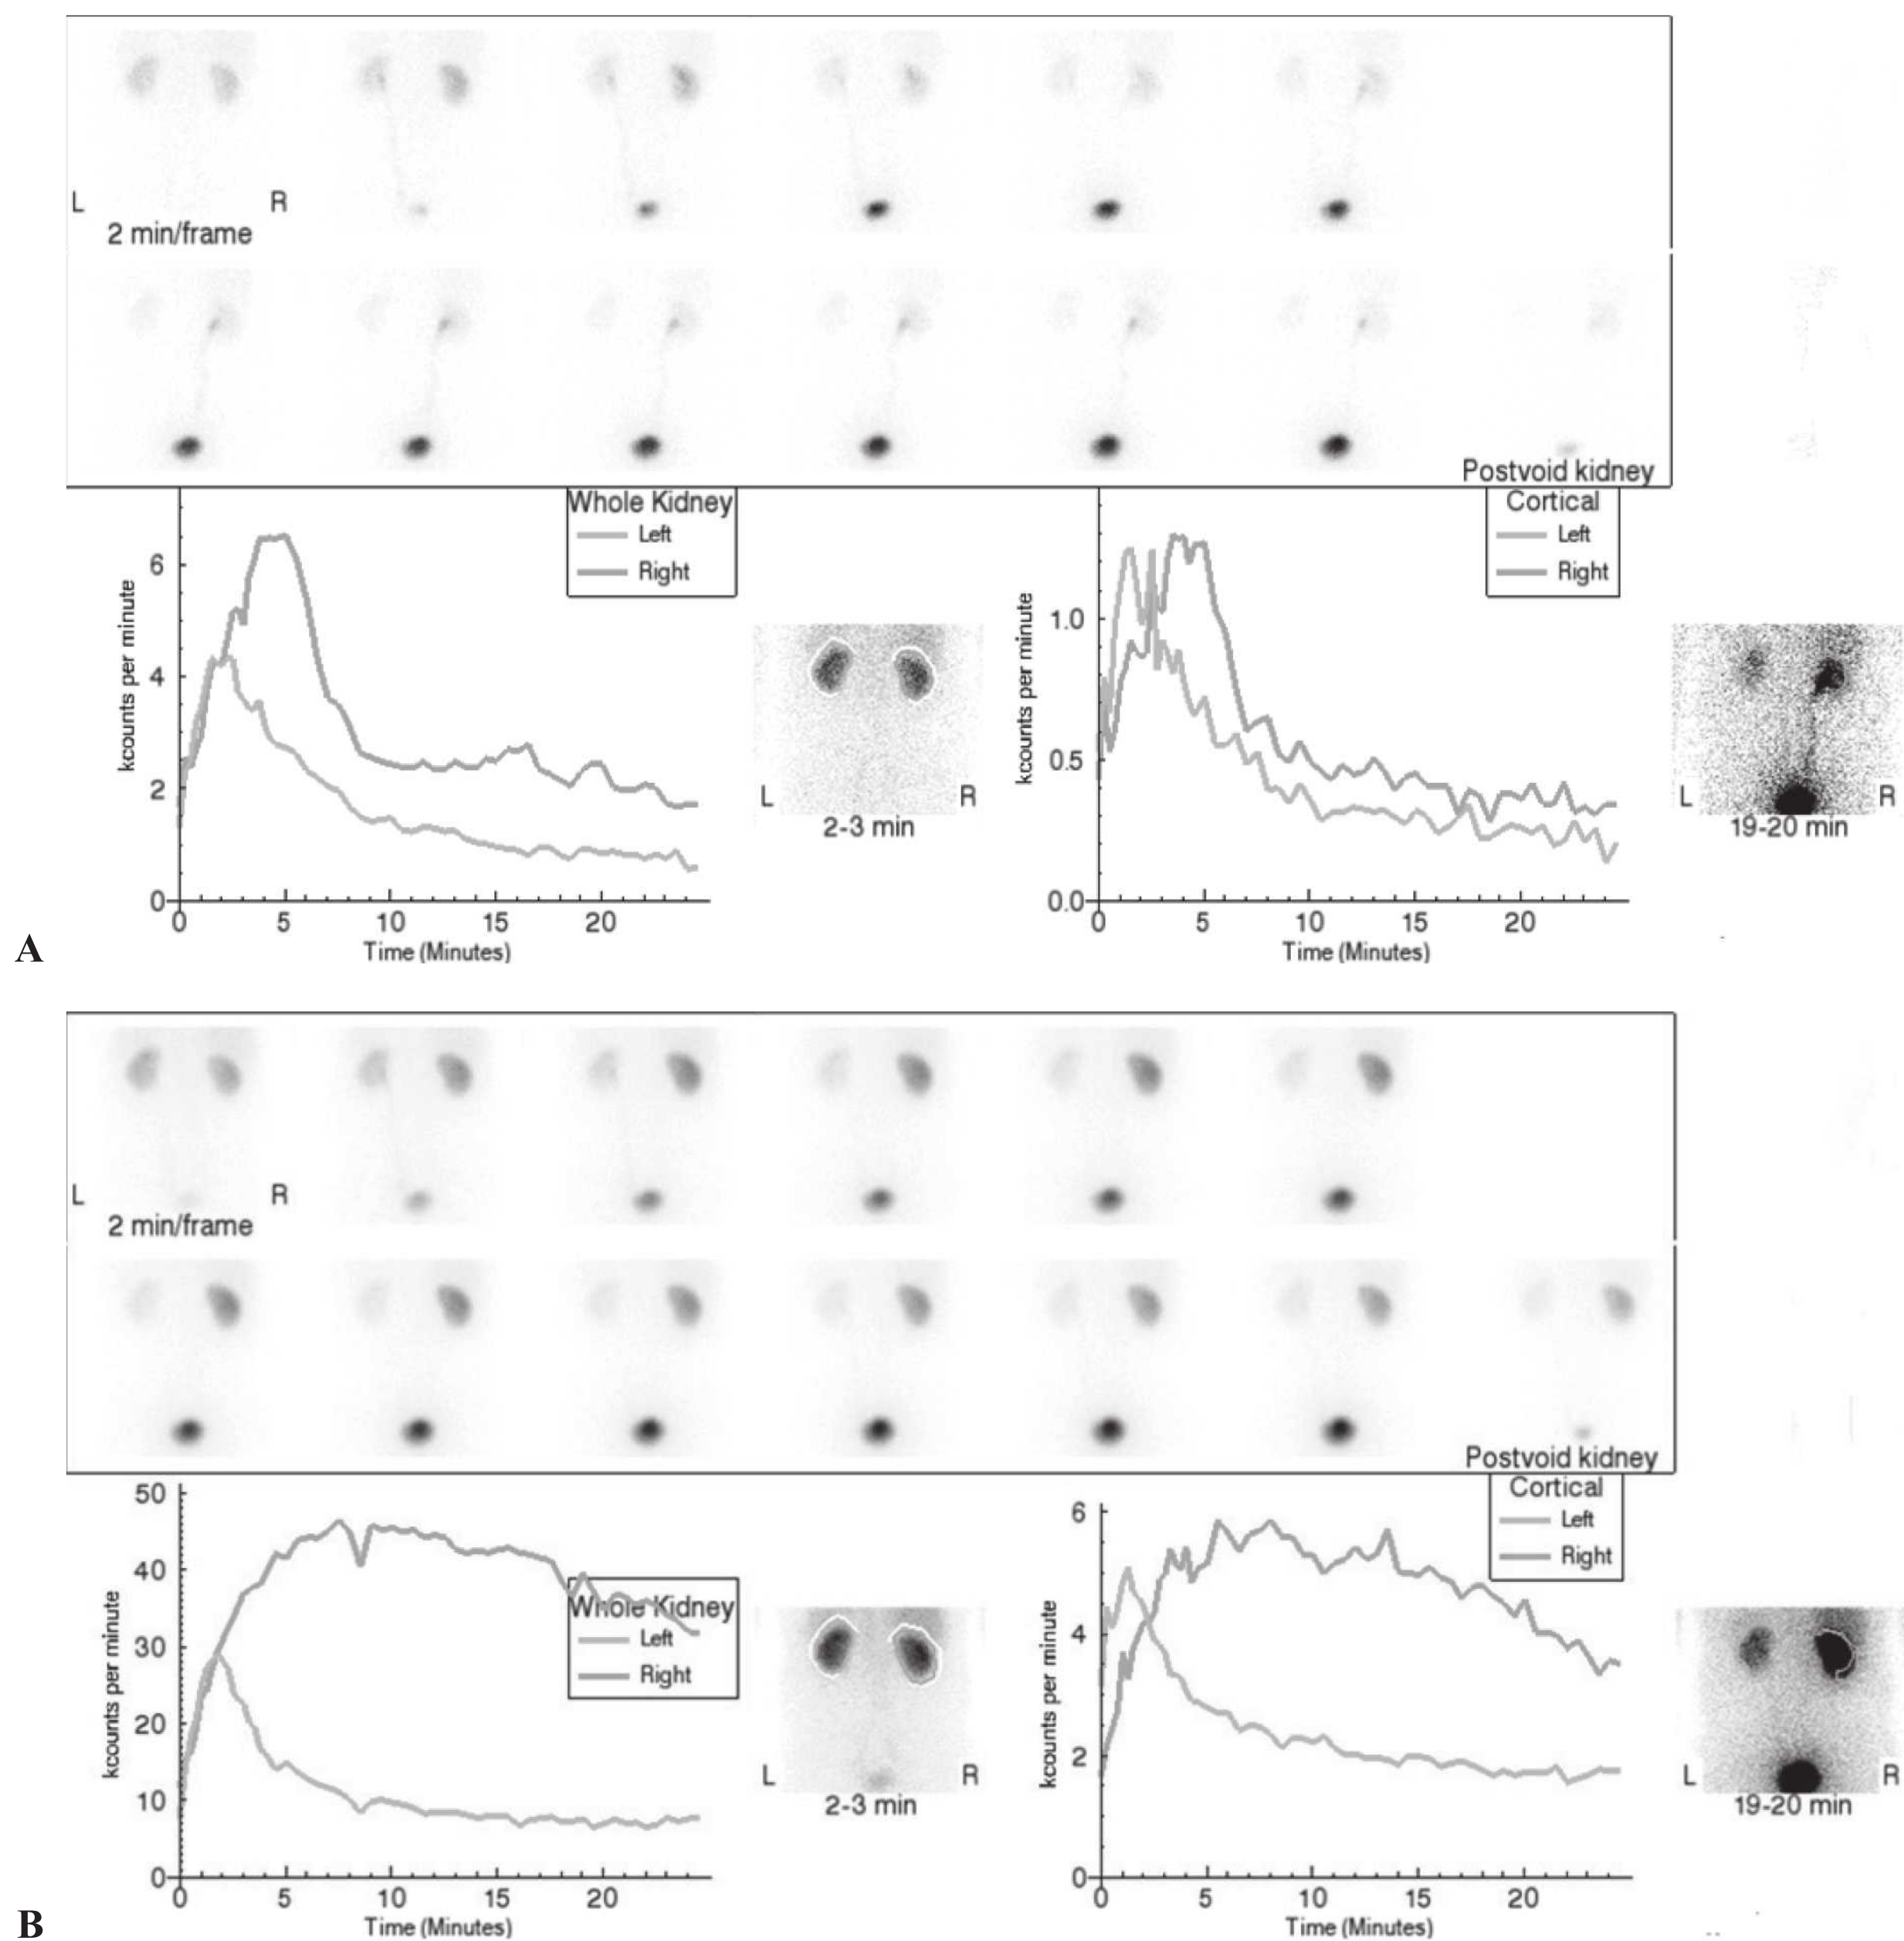 L R
2 min/frame
Postvoid kidney
Whole Kidney
Left
Right
6
4
2
0
kcounts per minute
0 5 10 15 20
Time (Minutes)
L R
2-3 min
Cortical
Left
Right
1.0
0.5
0.0
kcounts per minute
0 5 10 15 20
Time (Minutes)
L R
19-20 min
A
L R
2 min/frame
Postvoid kidney
50
40
30
20
10
0
kcounts per minute
Whole Kidney
Left
Right
0 5 10 15 20
Time (Minutes)
L R
2-3 min
Cortical
Left
Right
6
4
2
0
kcounts per minute
0 5 10 15 20
Time (Minutes)
L R
19-20 min
B